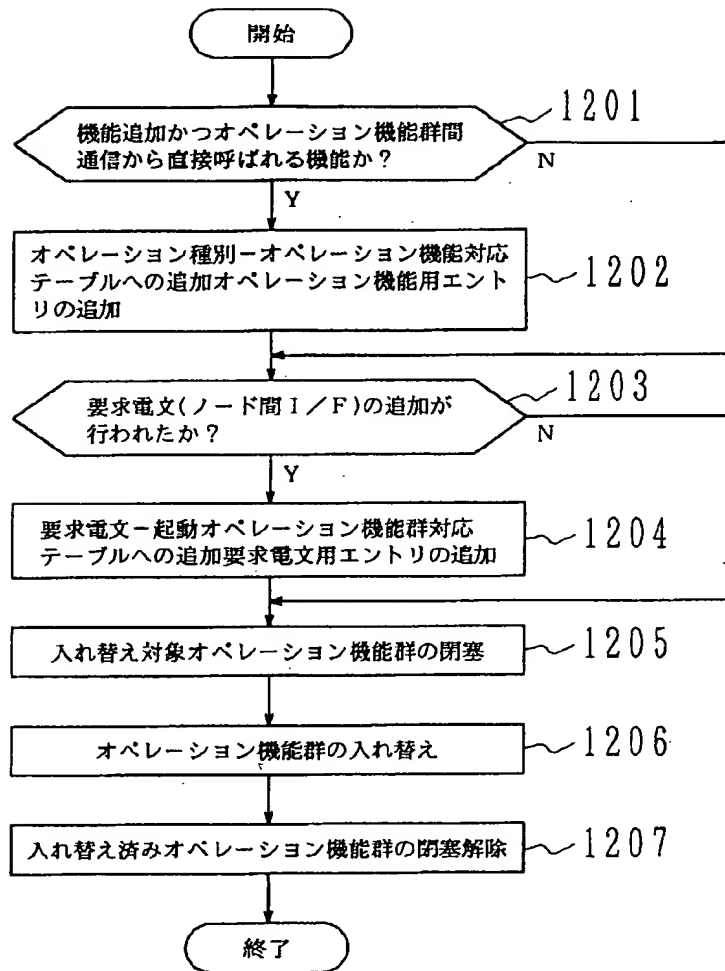 開始
機能追加かつオペレーション機能群間
通信から直接呼ばれる機能か？
1201
N
Y
オペレーション種別－オペレーション機能対応
テーブルへの追加オペレーション機能用エント
リの追加
1202
要求電文(ノード間I／F)の追加が
行われたか？
1203
N
Y
要求電文－起動オペレーション機能群対応
テーブルへの追加要求電文用エントリの追加
1204
入れ替え対象オペレーション機能群の閉塞
1205
オペレーション機能群の入れ替え
1206
入れ替え済みオペレーション機能群の閉塞解除
1207
終了